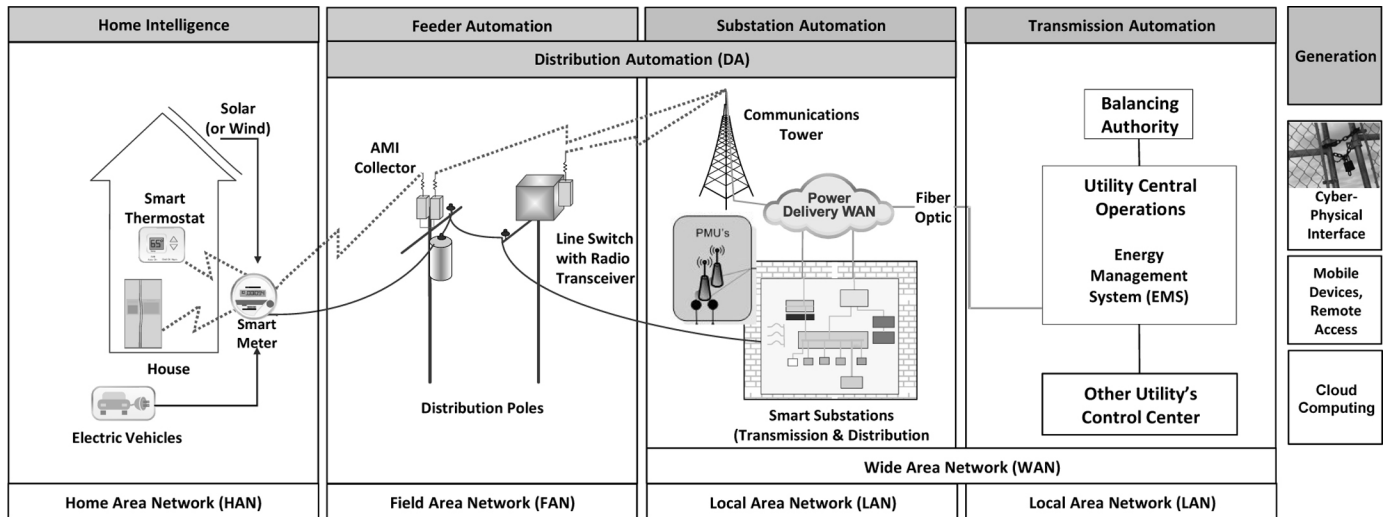 Home Intelligence
Feeder Automation
Substation Automation
Transmission Automation
Distribution Automation (DA)
Solar
(or Wind)
Smart
Thermostat
65°
Smart
Meter
House
Electric Vehicles
AMI
Collector
Line Switch
with Radio
Transceiver
Distribution Poles
Communications
Tower
Power
Delivery WAN
Fiber
Optic
PMU's
Smart Substations
(Transmission & Distribution
Balancing
Authority
Utility Central
Operations
Energy
Management
System (EMS)
Other Utility's
Control Center
Wide Area Network (WAN)
Home Area Network (HAN)
Field Area Network (FAN)
Local Area Network (LAN)
Local Area Network (LAN)
Generation
Cyber-
Physical
Interface
Mobile
Devices,
Remote
Access
Cloud
Computing